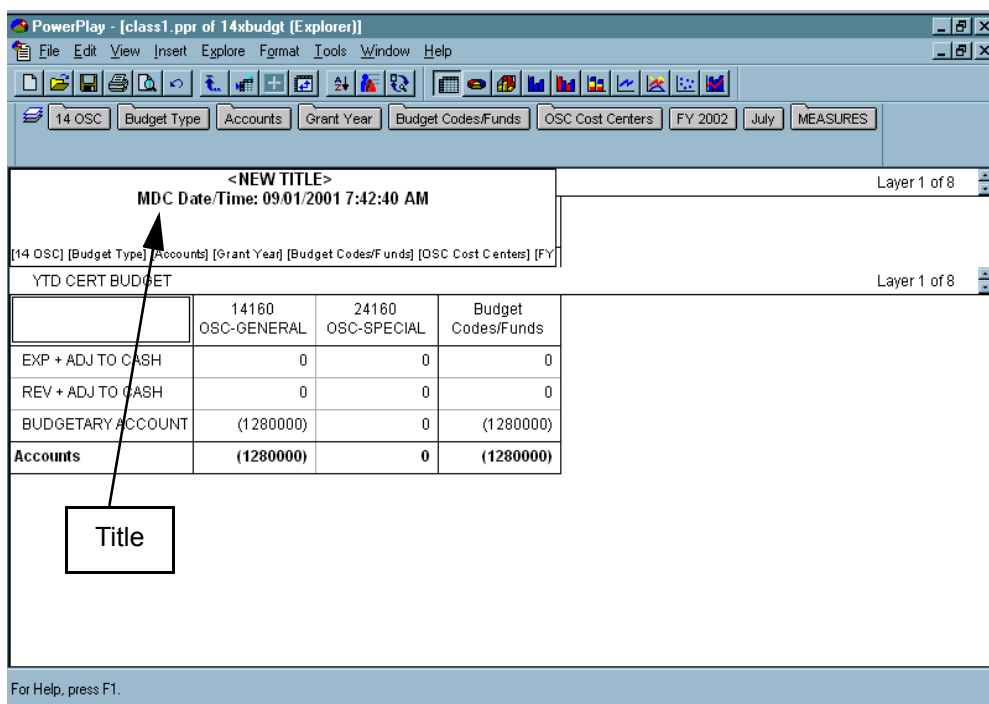 PowerPlay - [class1.ppr of 14xbudgt (Explorer)]
File Edit View Insert Explore Format Tools Window Help
14 OSC Budget Type Accounts Grant Year Budget Codes/Funds OSC Cost Centers FY 2002 July MEASURES
<NEW TITLE>
Layer 1 of 8
MDC Date/Time: 09/01/2001 7:42:40 AM
[14 OSC] [Budget Type] [Accounts] [Grant Year] [Budget Codes/Funds] [OSC Cost Centers] [FY
YTD CERT BUDGET
Layer 1 of 8
14160 24160 Budget
OSC-GENERAL OSC-SPECIAL Codes/Funds
EXP + ADJ TO CASH 0 0 0
REV + ADJ TO CASH 0 0 0
BUDGETARY ACCOUNT (1280000) 0 (1280000)
Accounts (1280000) 0 (1280000)
Title
For Help, press F1.